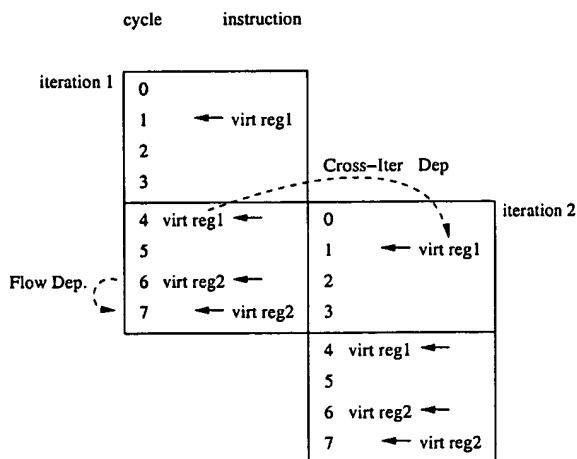 cycle instruction
iteration 1
0
1 virt reg1
2
3
Cross-Iter Dep
4 virt reg1
5
6 virt reg2
7 virt reg2
Flow Dep.
iteration 2
0
1 virt reg1
2
3
4 virt reg1
5
6 virt reg2
7 virt reg2